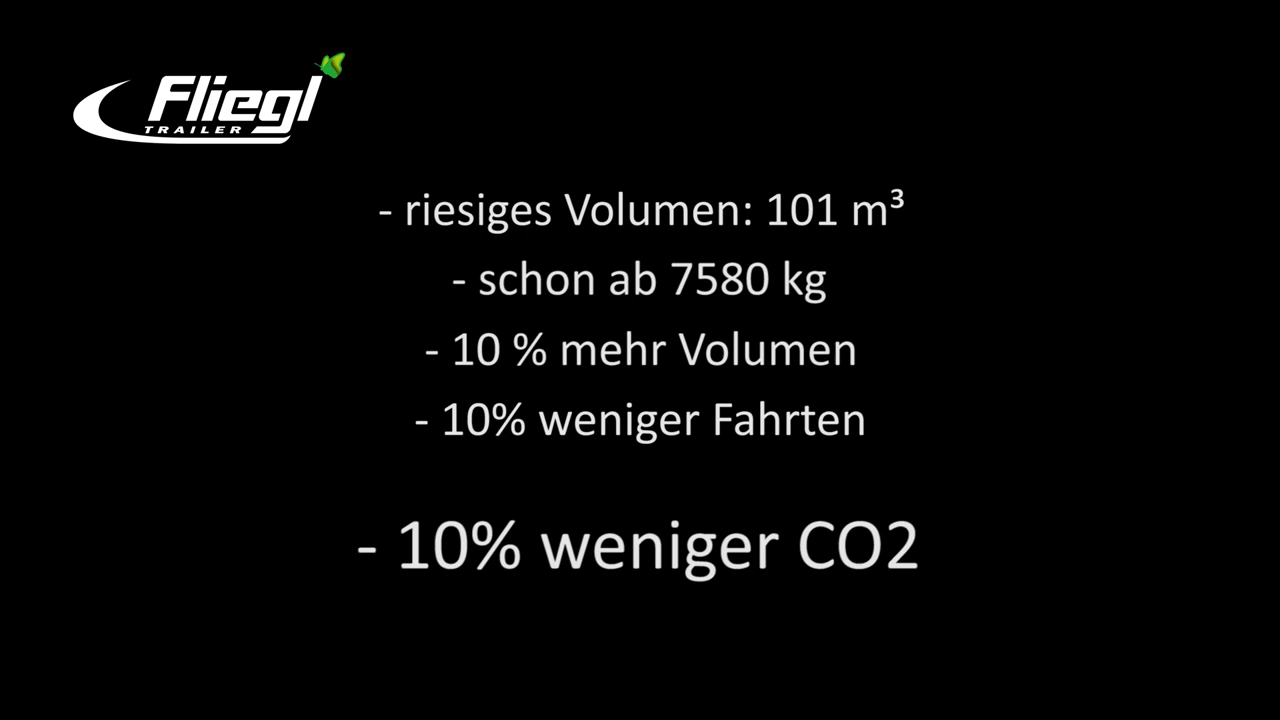 Fliegl
TRAILER
- riesiges Volumen: 101 m³
- schon ab 7580 kg
- 10 % mehr Volumen
- 10% weniger Fahrten
- 10% weniger CO2